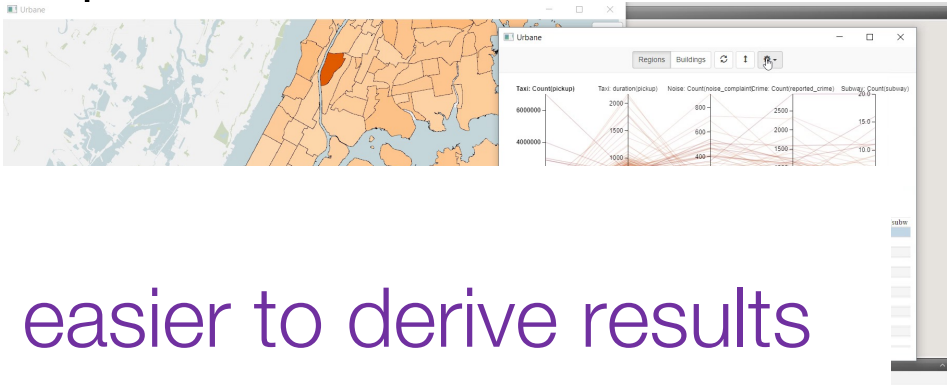 Urbane
Urbane
Regions Buildings
Taxi: Count(pickup) Taxi: duration(pickup) Noise: Count(noise_complaint Crime: Count(reported_crime) Subway: Count(subway)
6000000
4000000
2000
1500
1000
800
600
400
2500
2000
1500
20.0
15.0
10.0
subw
easier to derive results